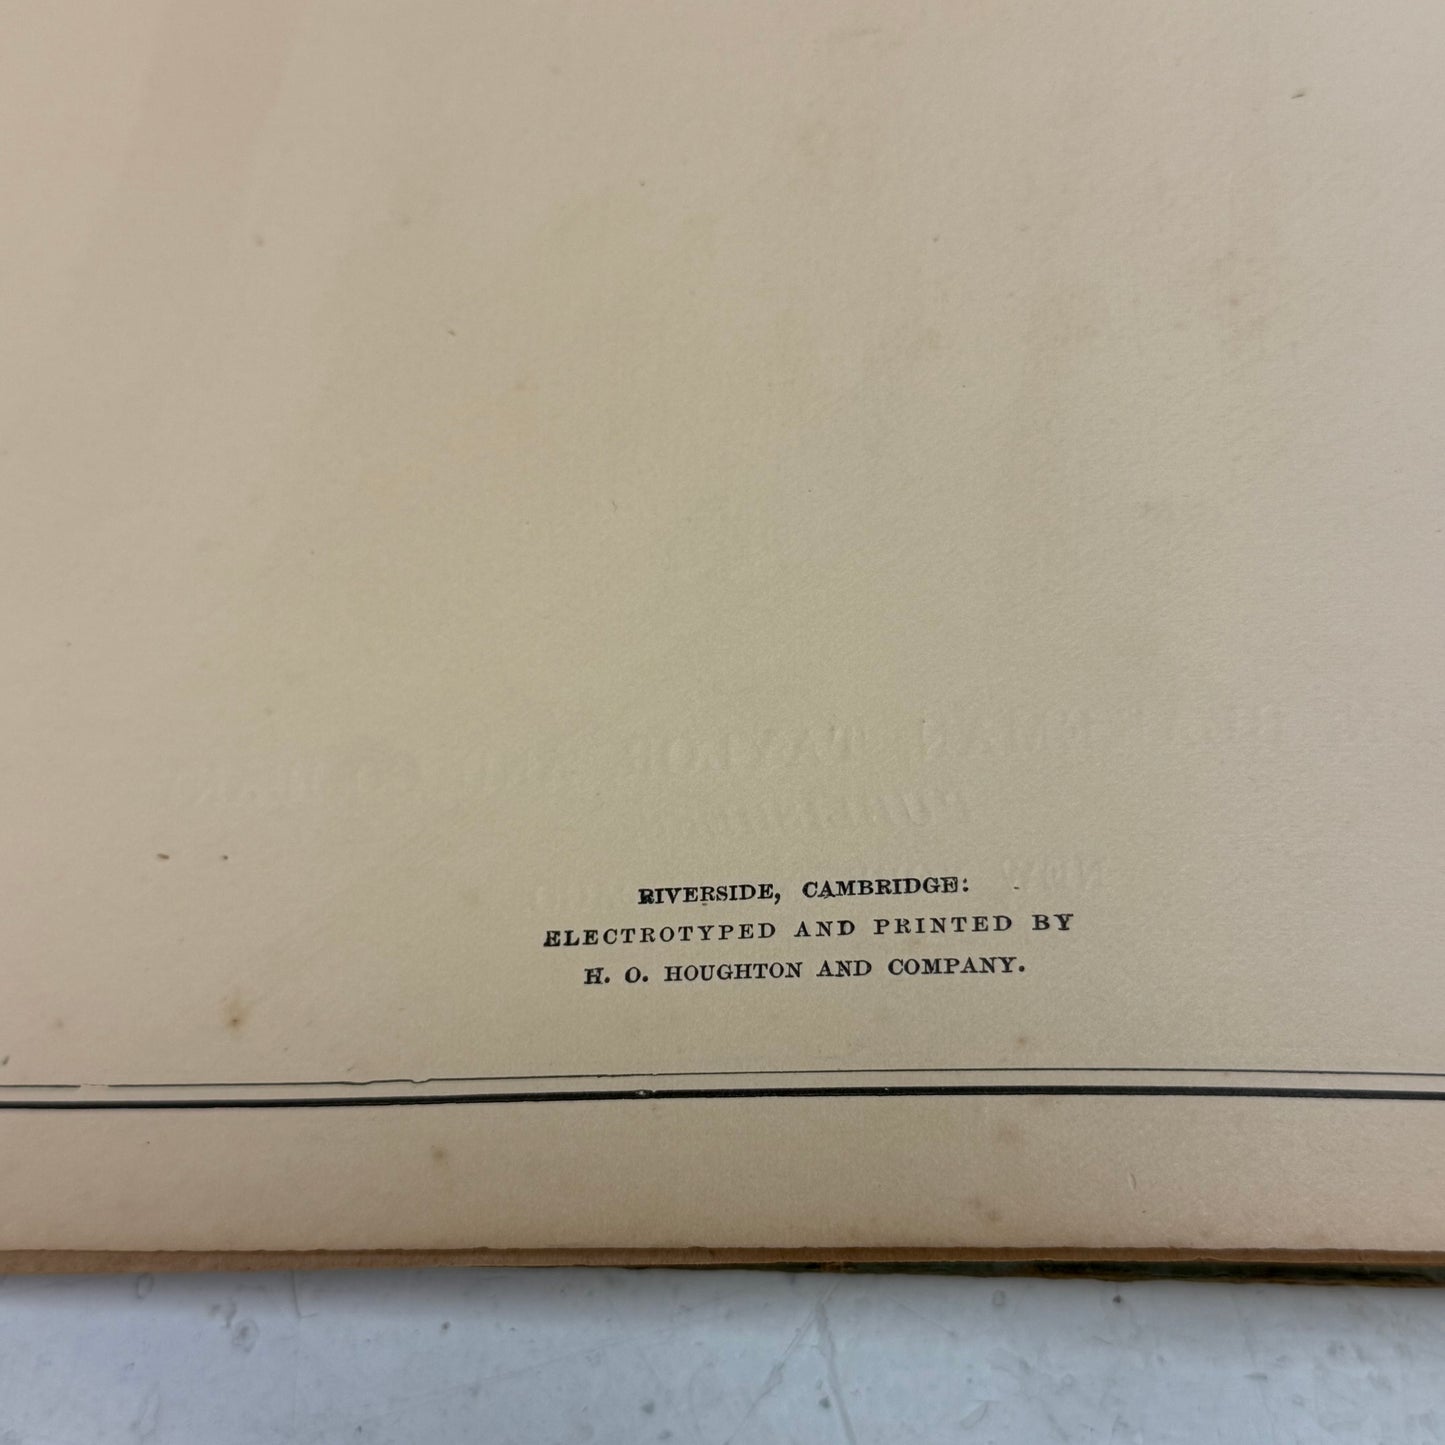 RIVERSIDE, CAMBRIDGE:
ELECTROTYPED AND PRINTED BY
H. O. HOUGHTON AND COMPANY.